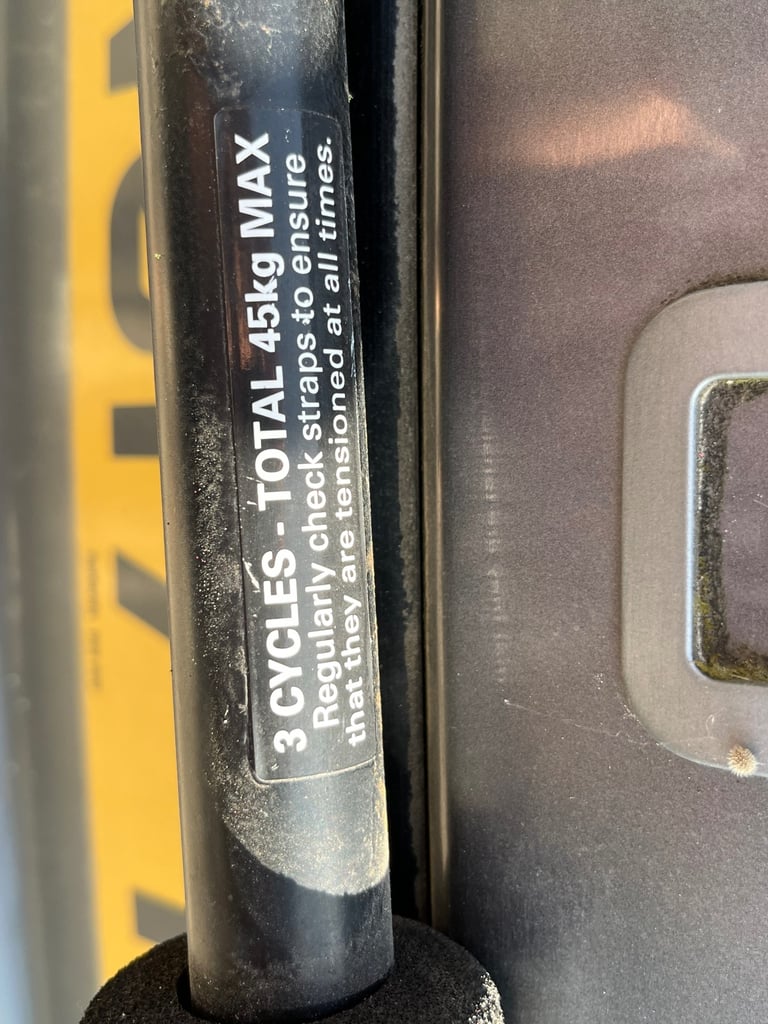 3 CYCLES - TOTAL 45kg MAX
Regularly check straps to ensure
that they are tensioned at all times.